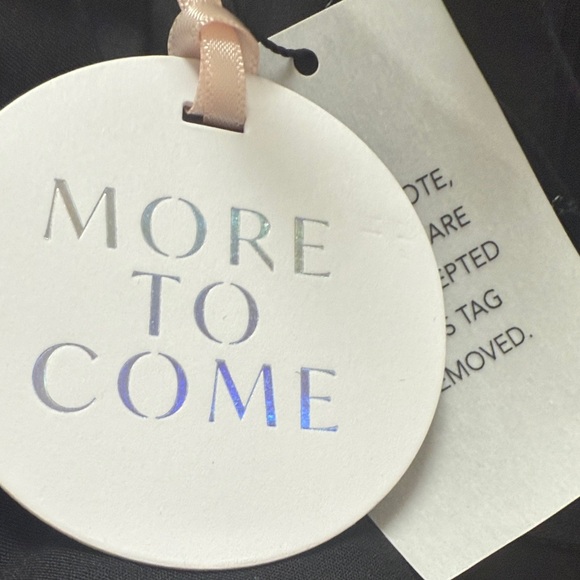 MORE
TO
COME
OTE,
ARE
EPTED
S TAG
EMOVED.